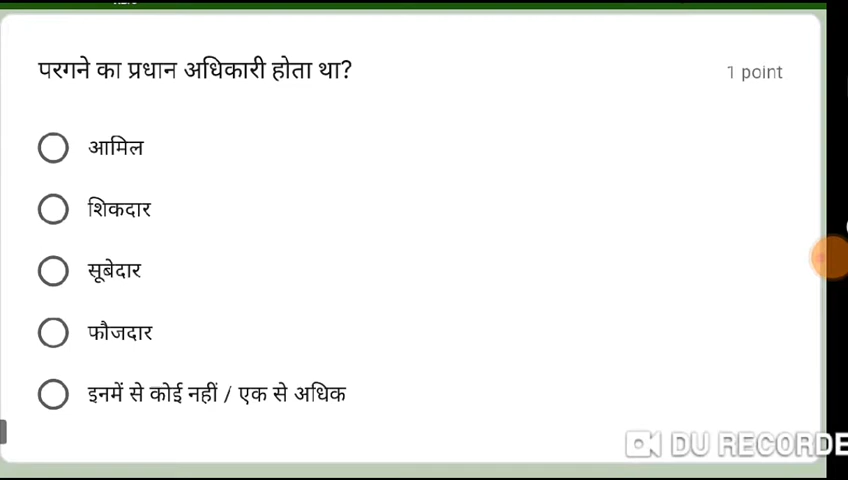 परगने का प्रधान अधिकारी होता था?
1 point
आमिल
शिकदार
सूबेदार
फौजदार
इनमें से कोई नहीं / एक से अधिक
DU RECORDE